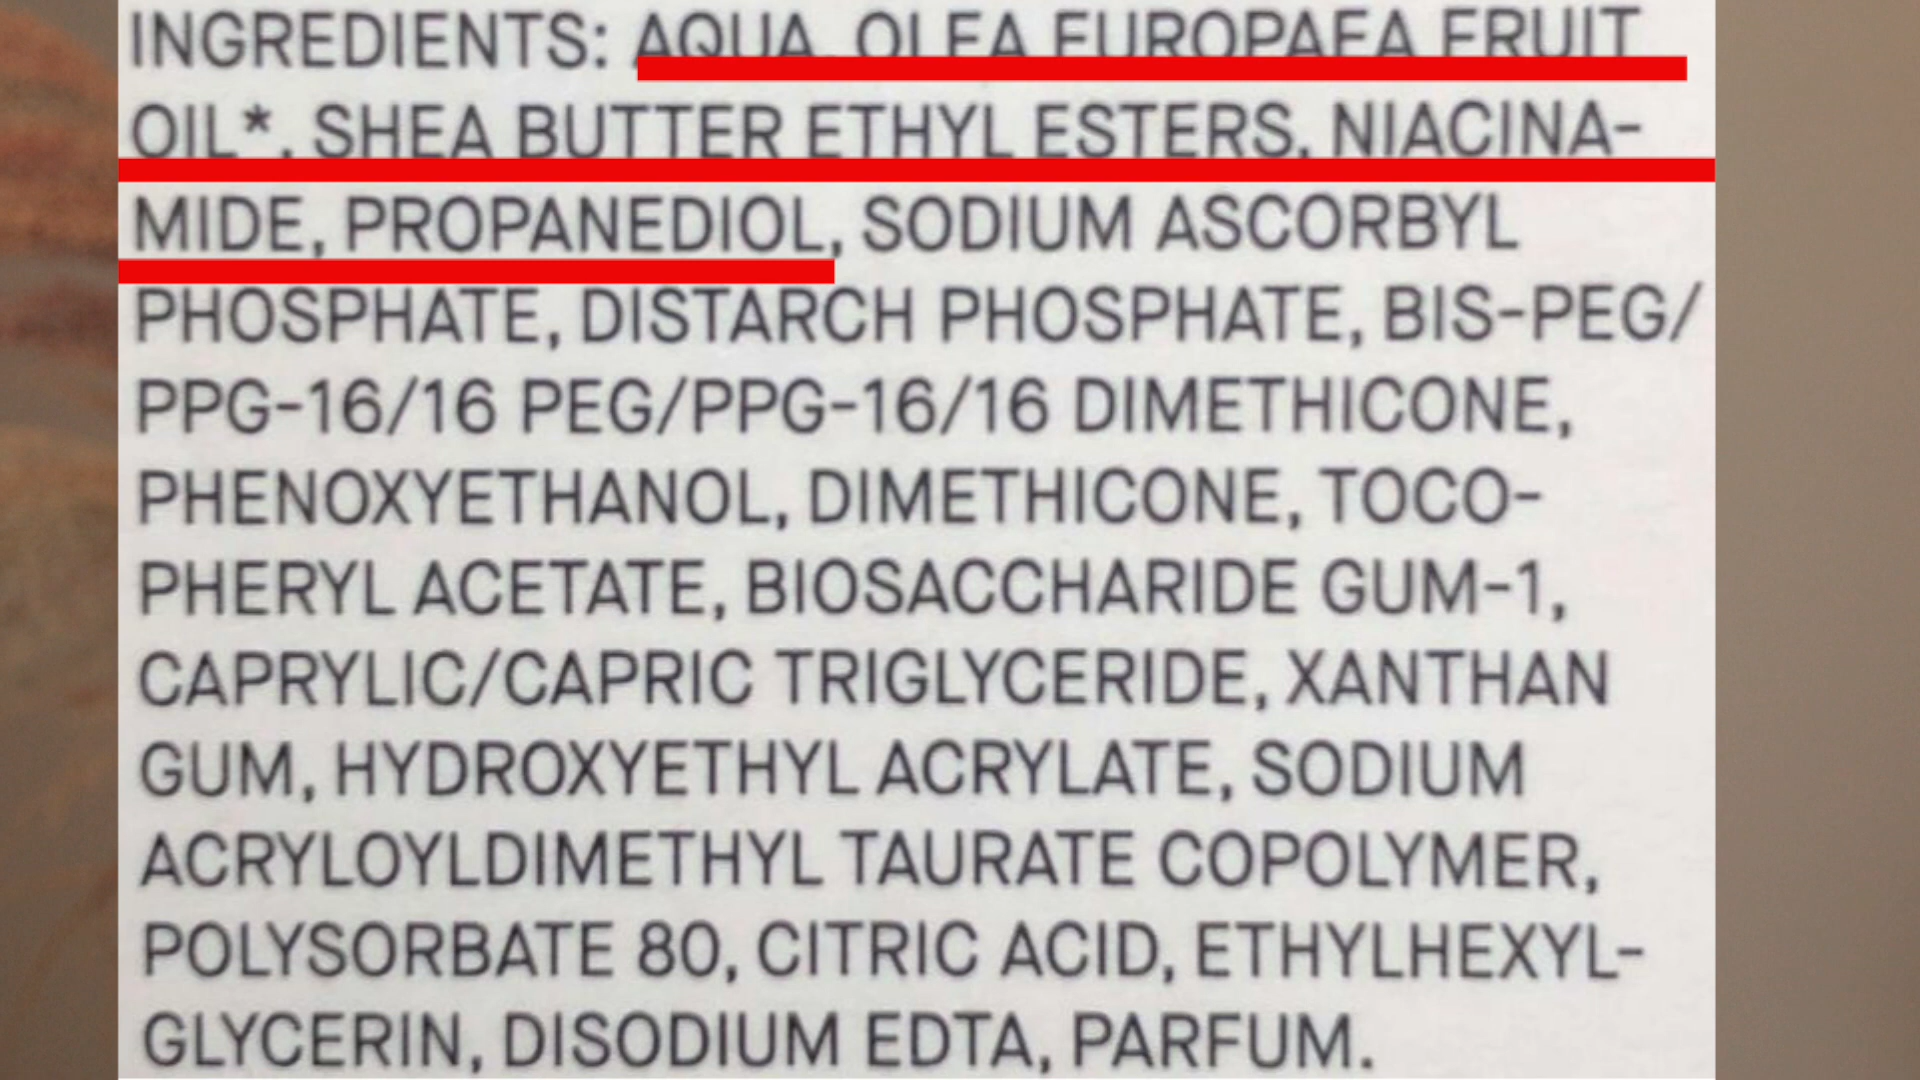 INGREDIENTS: AQUA, OLEA EUROPAEA FRUIT
OIL*, SHEA BUTTER ETHYL ESTERS, NIACINA-
MIDE, PROPANEDIOL, SODIUM ASCORBYL
PHOSPHATE, DISTARCH PHOSPHATE, BIS-PEG/
PPG-16/16 PEG/PPG-16/16 DIMETHICONE,
PHENOXYETHANOL, DIMETHICONE, TOCO-
PHERYL ACETATE, BIOSACCHARIDE GUM-1,
CAPRYLIC/CAPRIC TRIGLYCERIDE, XANTHAN
GUM, HYDROXYETHYL ACRYLATE, SODIUM
ACRYLOYLDIMETHYL TAURATE COPOLYMER,
POLYSORBATE 80, CITRIC ACID, ETHYLHEXYL-
GLYCERIN, DISODIUM EDTA, PARFUM.